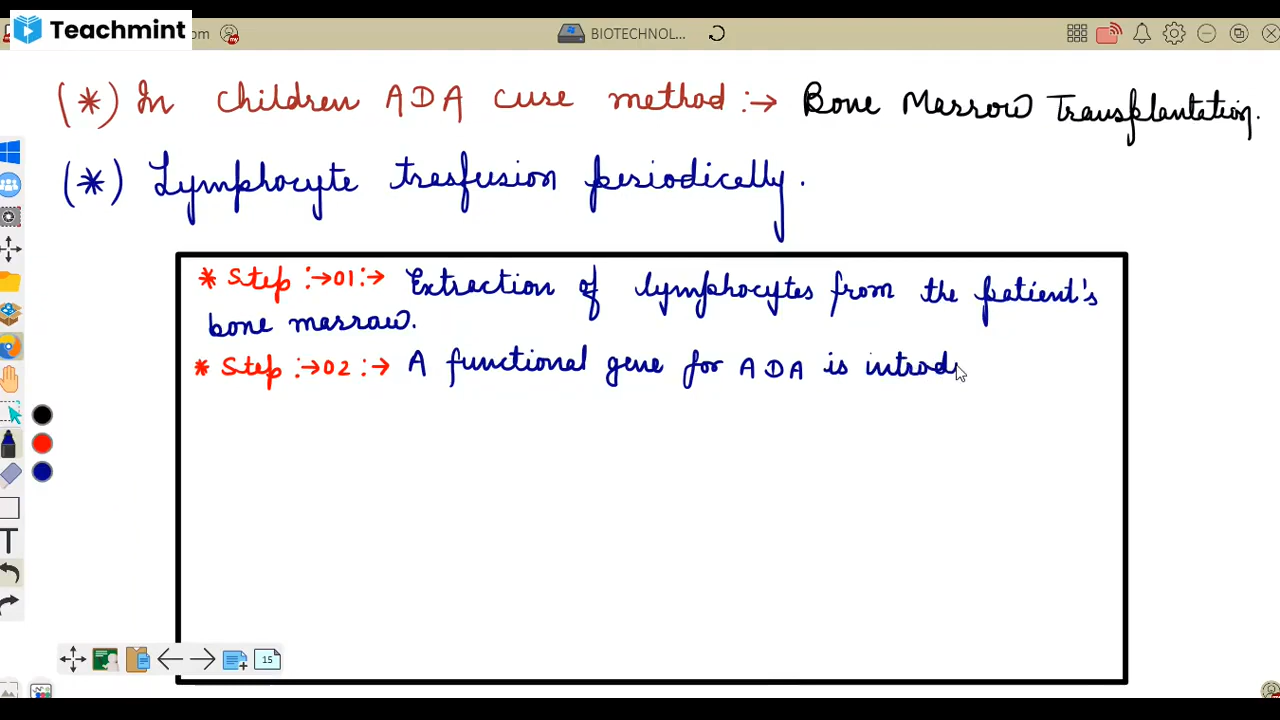 Teachmint
om
BIOTECHNOL...
(*) In children ADA cure method :→ Bone Marrow Transplantation.
(*) Lymphocyte trasfusion periodically.
* Step :→01:→ Extraction of lymphocytes from the patient's
bone marrow.
* Step :→02 :→ A functional gene for ADA is introd
T
15